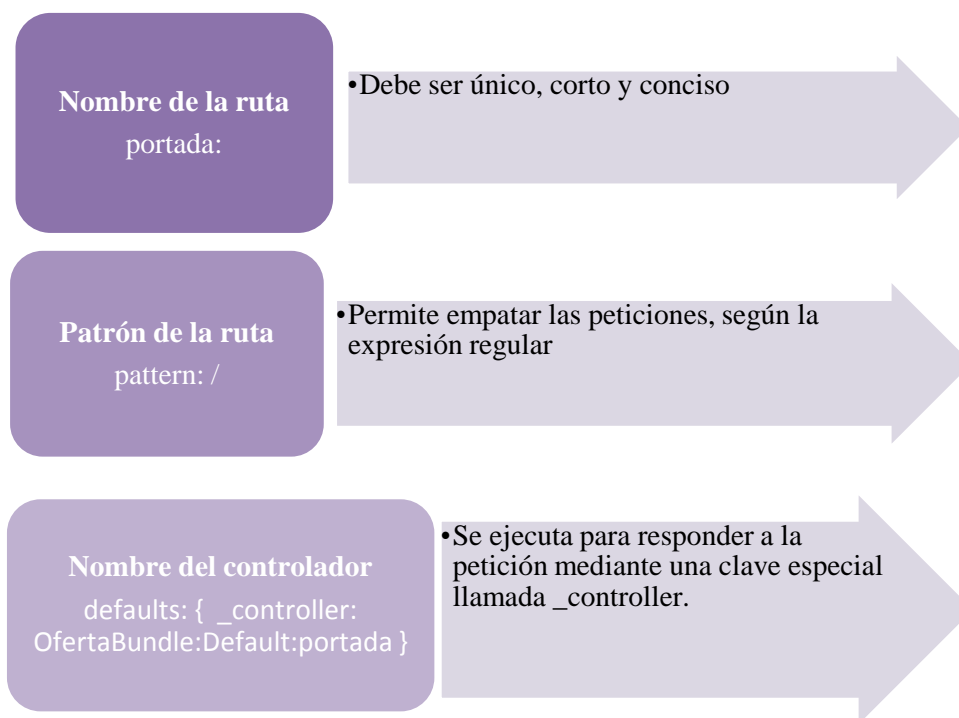 Nombre de la ruta
portada:
•Debe ser único, corto y conciso
Patrón de la ruta
pattern: /
•Permite empatar las peticiones, según la
expresión regular
Nombre del controlador
defaults: { _controller:
OfertaBundle:Default:portada }
•Se ejecuta para responder a la
petición mediante una clave especial
llamada _controller.